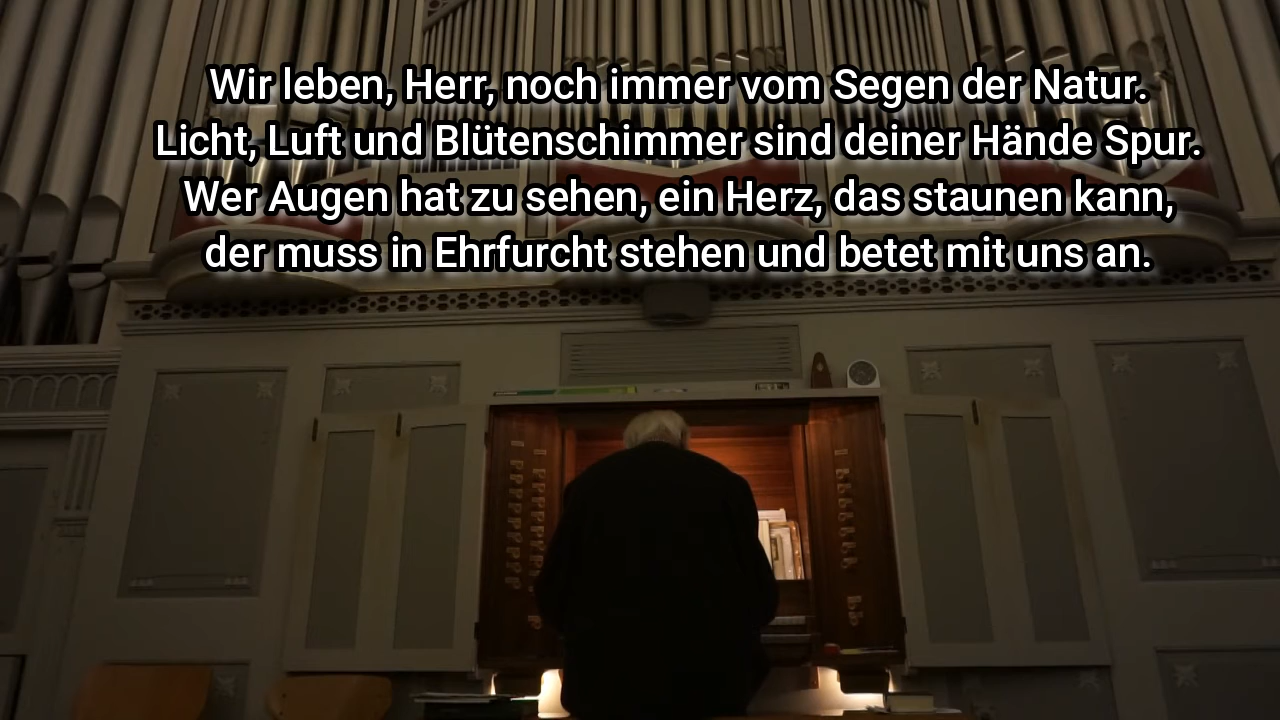 Wir leben, Herr, noch immer vom Segen der Natur.
Licht, Luft und Blütenschimmer sind deiner Hände Spur.
Wer Augen hat zu sehen, ein Herz, das staunen kann,
der muss in Ehrfurcht stehen und betet mit uns an.